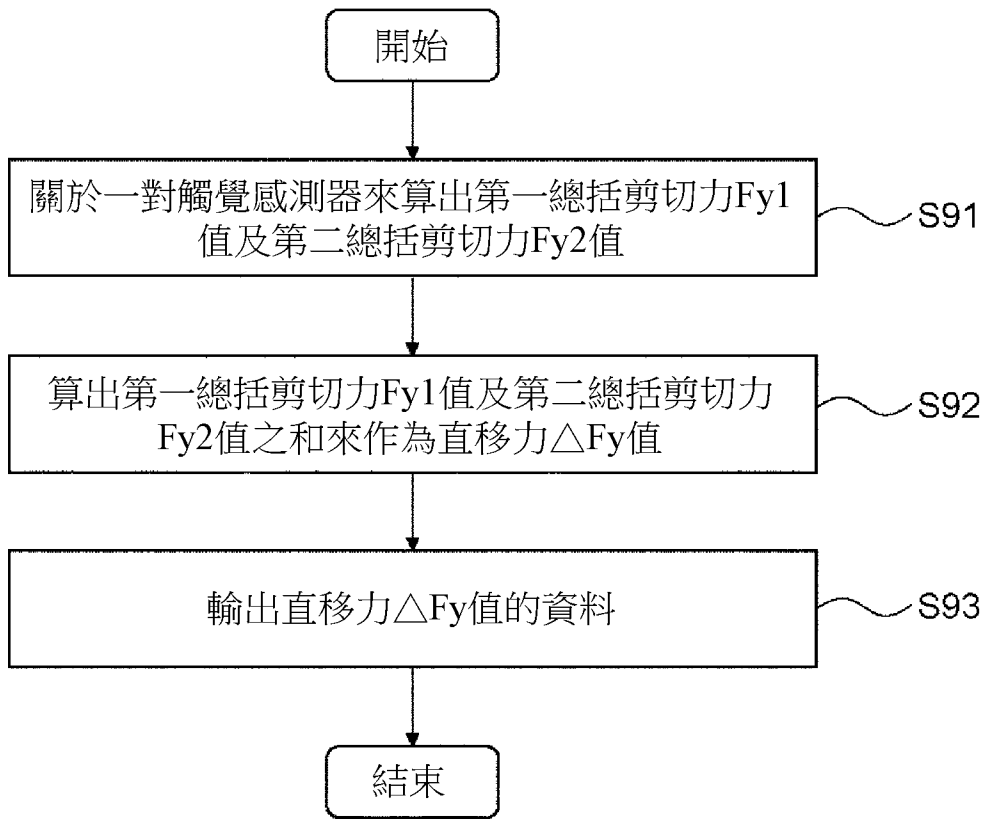 開始
關於一對觸覺感測器來算出第一總括剪切力Fy1
值及第二總括剪切力Fy2值
S91
算出第一總括剪切力Fy1值及第二總括剪切力
Fy2值之和來作為直移力△Fy值
S92
輸出直移力△Fy值的資料
S93
結束